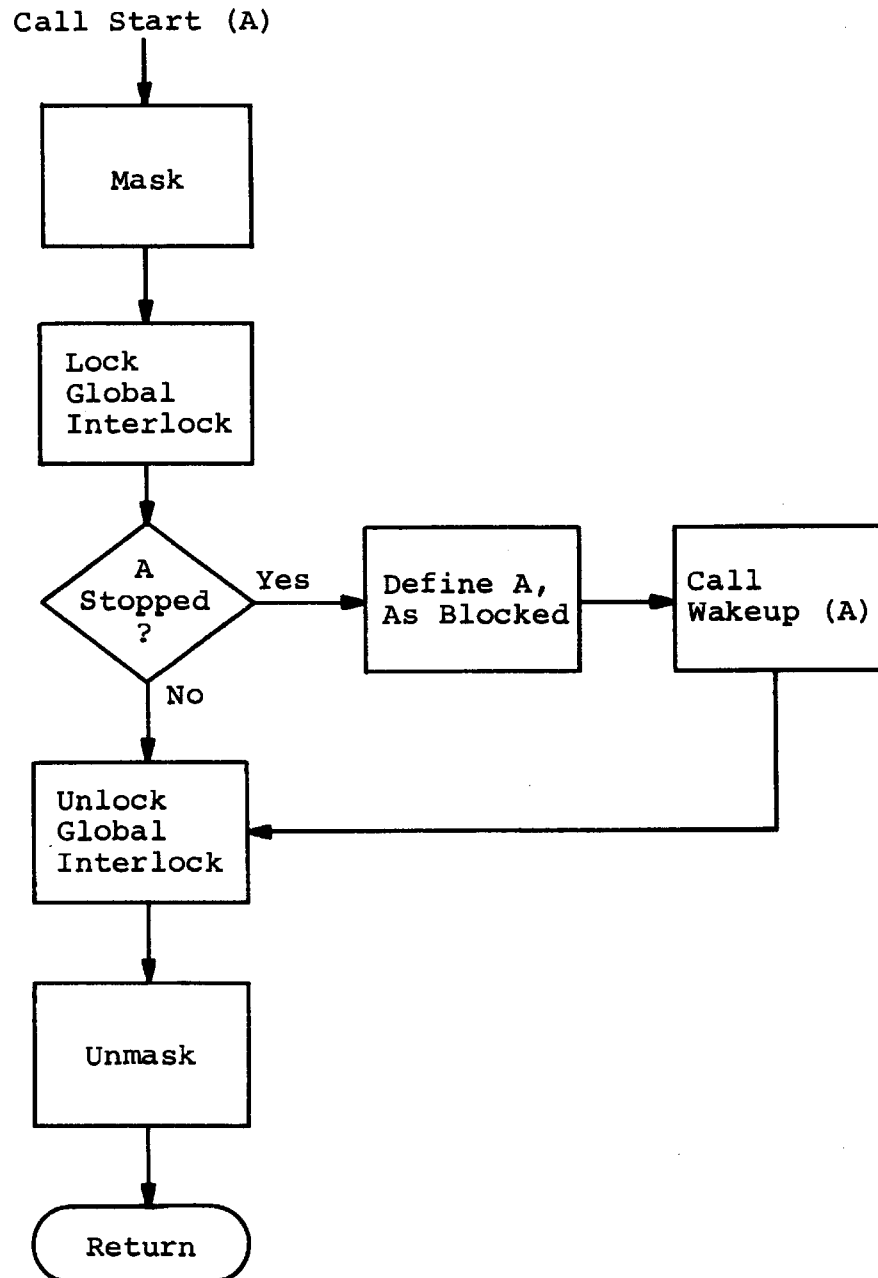 Call Start (A)
Mask
Lock
Global
Interlock
A
Stopped
?
Yes
Define A,
As Blocked
Call
Wakeup (A)
No
Unlock
Global
Interlock
Unmask
Return